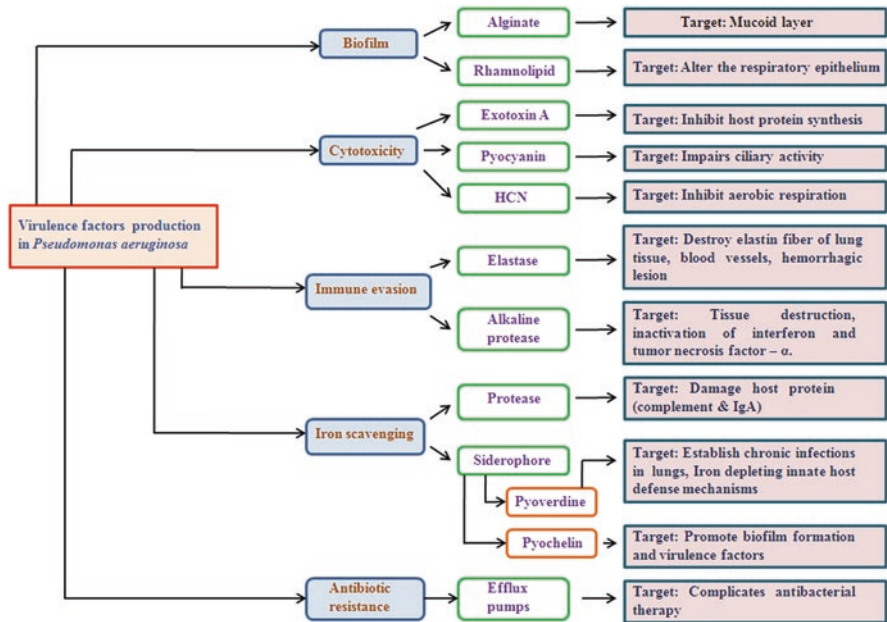 Virulence factors production
in Pseudomonas aeruginosa
Biofilm
Alginate
Target: Mucoid layer
Rhamnolipid
Target: Alter the respiratory epithelium
Cytotoxicity
Exotoxin A
Target: Inhibit host protein synthesis
Pyocyanin
Target: Impairs ciliary activity
HCN
Target: Inhibit aerobic respiration
Immune evasion
Elastase
Target: Destroy elastin fiber of lung
tissue, blood vessels, hemorrhagic
lesion
Alkaline
protease
Target: Tissue destruction,
inactivation of interferon and
tumor necrosis factor – α.
Iron scavenging
Protease
Target: Damage host protein
(complement & IgA)
Siderophore
Pyoverdine
Target: Establish chronic infections
in lungs, Iron depleting innate host
defense mechanisms
Pyochelin
Target: Promote biofilm formation
and virulence factors
Antibiotic
resistance
Efflux
pumps
Target: Complicates antibacterial
therapy